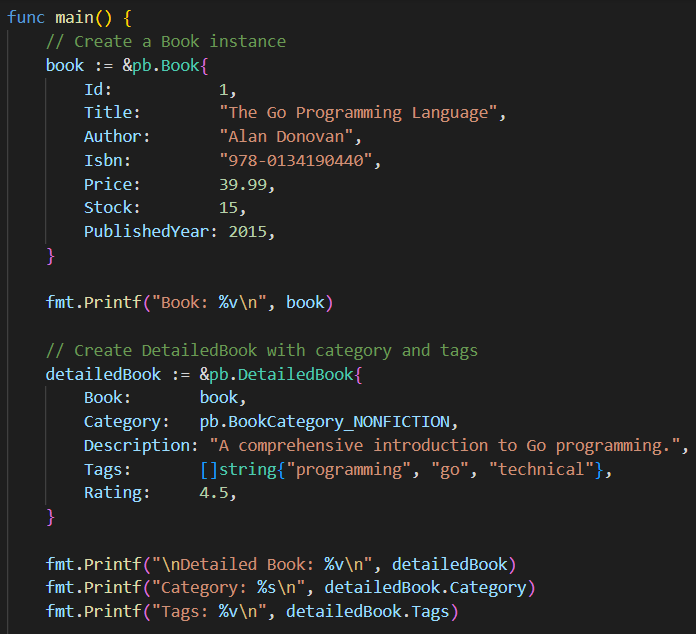 func main() {
    // Create a Book instance
    book := &pb.Book{
        Id:            1,
        Title:         "The Go Programming Language",
        Author:        "Alan Donovan",
        Isbn:          "978-0134190440",
        Price:         39.99,
        Stock:         15,
        PublishedYear: 2015,
    }

    fmt.Printf("Book: %v\n", book)

    // Create DetailedBook with category and tags
    detailedBook := &pb.DetailedBook{
        Book:        book,
        Category:    pb.BookCategory_NONFICTION,
        Description: "A comprehensive introduction to Go programming.",
        Tags:        []string{"programming", "go", "technical"},
        Rating:      4.5,
    }

    fmt.Printf("\nDetailed Book: %v\n", detailedBook)
    fmt.Printf("Category: %s\n", detailedBook.Category)
    fmt.Printf("Tags: %v\n", detailedBook.Tags)